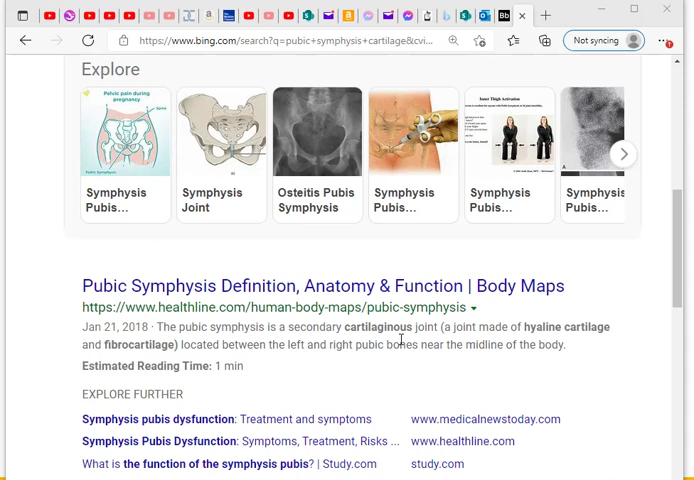 https://www.bing.com/search?q=pubic+symphysis+cartilage&cvi...
Not syncing
Explore
Pelvic pain during
pregnancy
Pubic Symphysis
Inner Thigh Activation
A
Symphysis
Pubis...
Symphysis
Joint
Osteitis Pubis
Symphysis
Symphysis
Pubis...
Symphysis
Pubis...
Symphysis
Pubis...
Pubic Symphysis Definition, Anatomy & Function | Body Maps
https://www.healthline.com/human-body-maps/pubic-symphysis
Jan 21, 2018 · The pubic symphysis is a secondary cartilaginous joint (a joint made of hyaline cartilage
and fibrocartilage) located between the left and right pubic bones near the midline of the body.
Estimated Reading Time: 1 min
EXPLORE FURTHER
Symphysis pubis dysfunction: Treatment and symptoms www.medicalnewstoday.com
Symphysis Pubis Dysfunction: Symptoms, Treatment, Risks ... www.healthline.com
What is the function of the symphysis pubis? | Study.com study.com